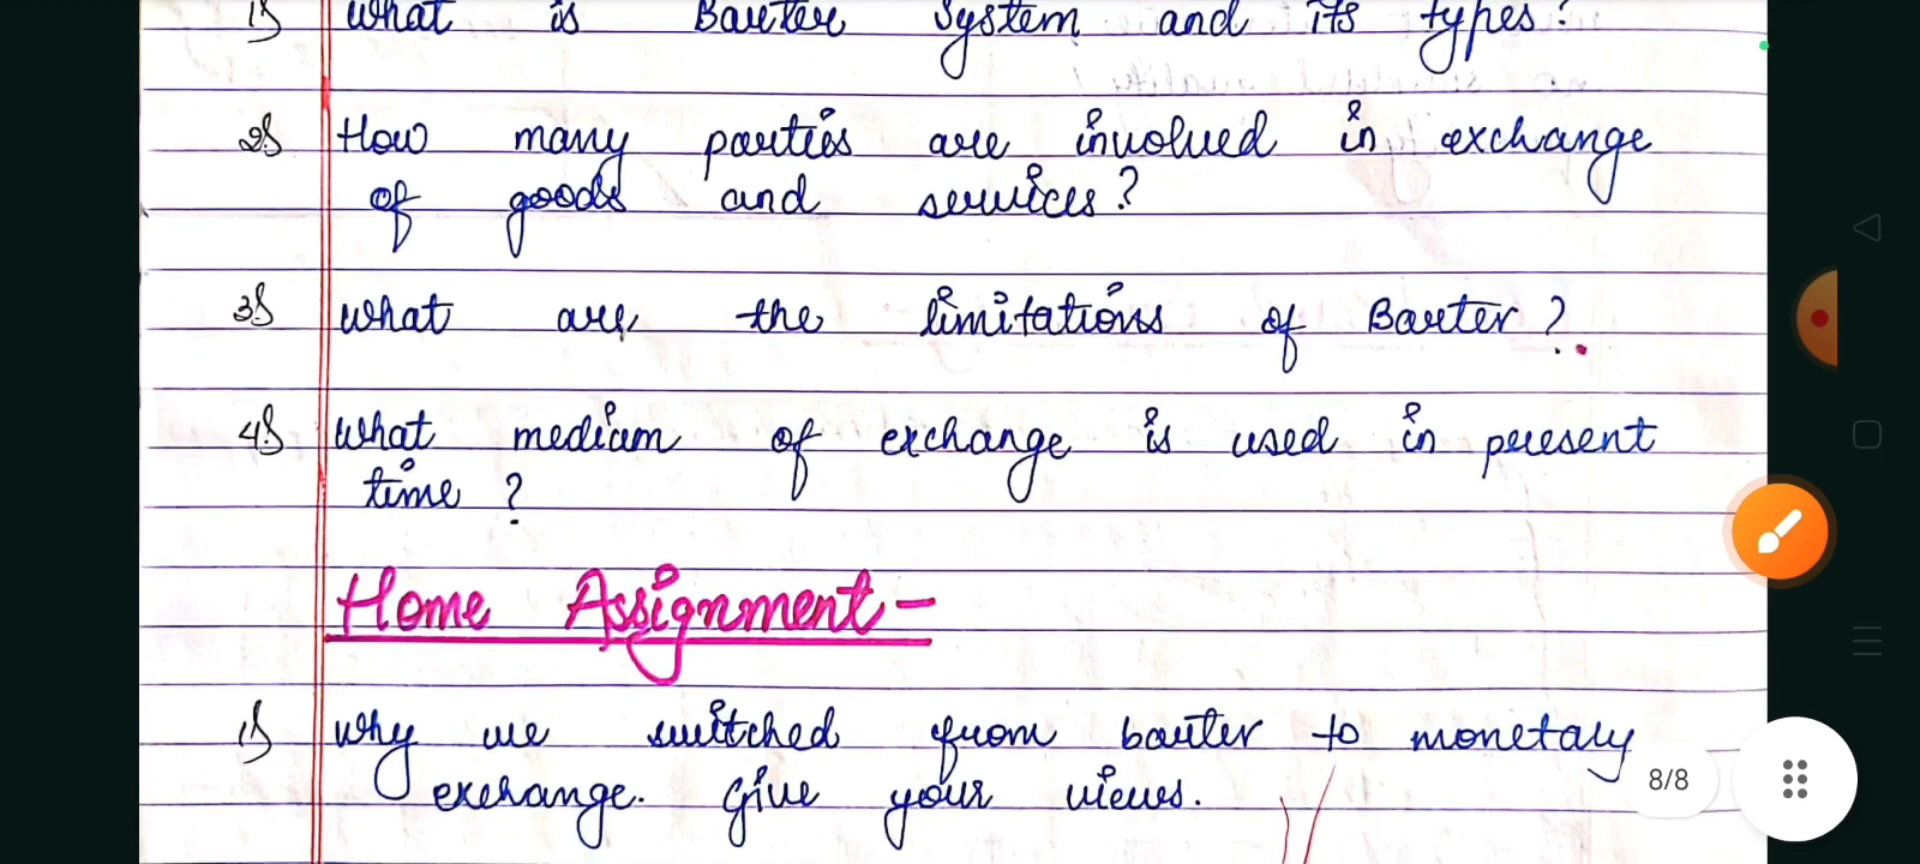 1) What is Barter System and its types?
2) How many parties are involved in exchange
of goods and services?
3) What are the limitations of Barter?
4) What medium of exchange is used in present
time?
Home Assignment-
1) Why we switched from barter to monetary
exchange. Give your views.
8/8